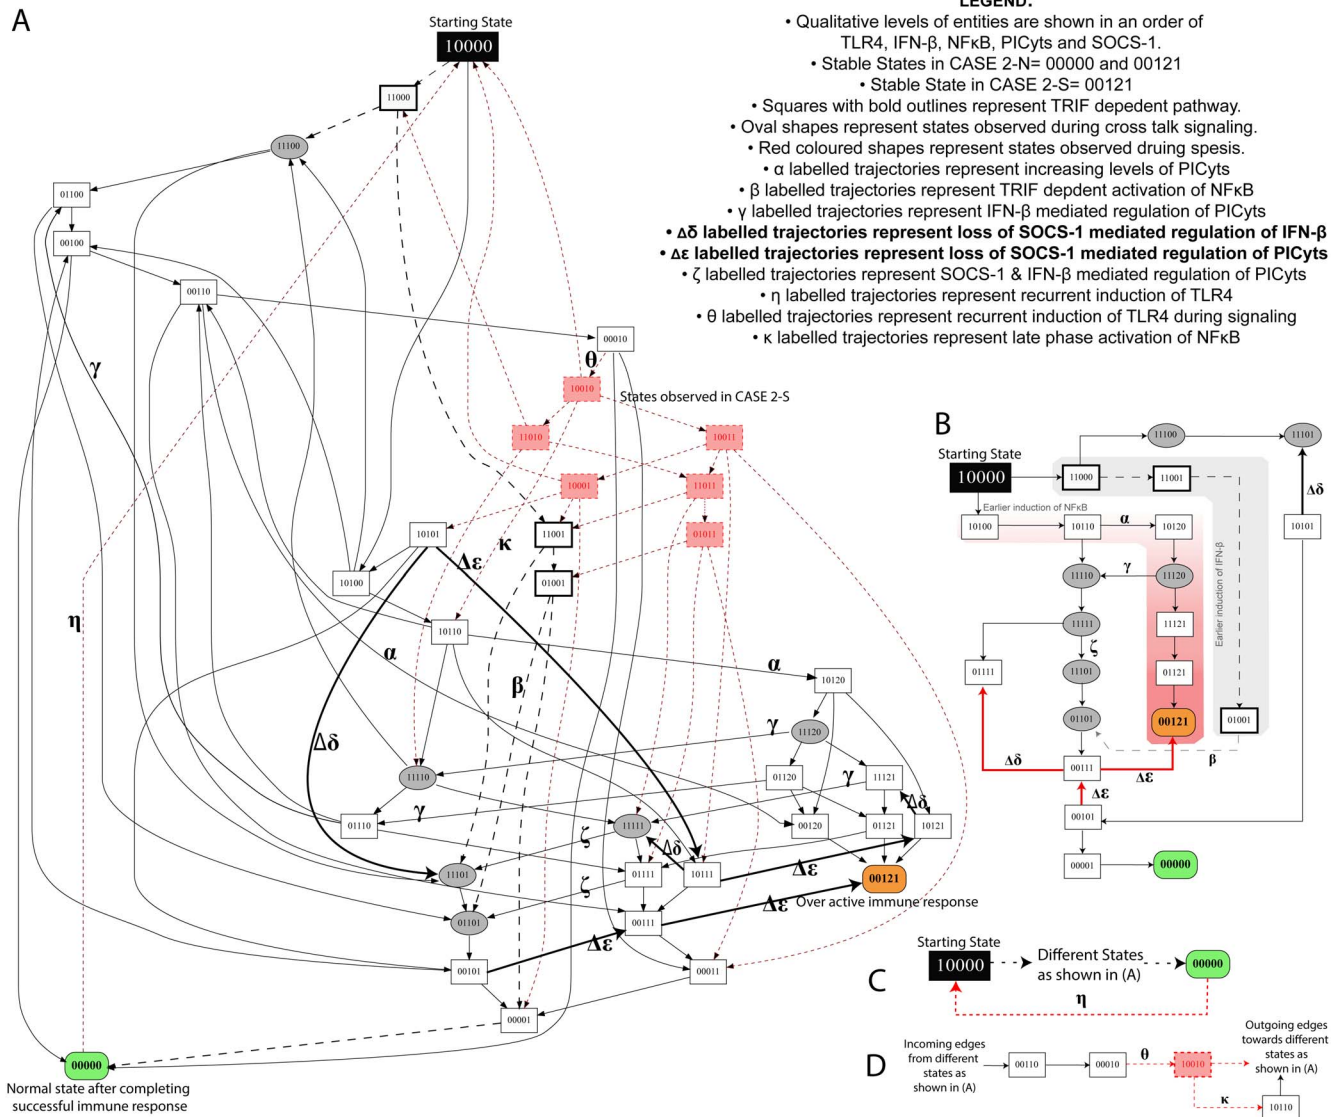 A
Starting State
10000
LEGEND:
• Qualitative levels of entities are shown in an order of
TLR4, IFN-β, NFκB, PICyts and SOCS-1.
• Stable States in CASE 2-N= 00000 and 00121
• Stable State in CASE 2-S= 00121
• Squares with bold outlines represent TRIF depedent pathway.
• Oval shapes represent states observed during cross talk signaling.
• Red coloured shapes represent states observed druing spesis.
• α labelled trajectories represent increasing levels of PICyts
• β labelled trajectories represent TRIF depdent activation of NFκB
• γ labelled trajectories represent IFN-β mediated regulation of PICyts
• Δδ labelled trajectories represent loss of SOCS-1 mediated regulation of IFN-β
• Δε labelled trajectories represent loss of SOCS-1 mediated regulation of PICyts
• ζ labelled trajectories represent SOCS-1 & IFN-β mediated regulation of PICyts
• η labelled trajectories represent recurrent induction of TLR4
• θ labelled trajectories represent recurrent induction of TLR4 during signaling
• κ labelled trajectories represent late phase activation of NFκB
11000
11100
01100
00100
00110
00010
θ
γ
10010
States observed in CASE 2-S
11010
10011
10001
11011
10101
κ
11001
01011
Δε
10100
01001
η
10110
α
α
10120
β
Δδ
γ
11120
11110
01120
γ
11121
γ
Δδ
01110
ζ
11111
00120
01121
10121
Δδ
11101
01111
10111
Δε
00121
ζ
Δε
Over active immune response
01101
00111
Δε
00101
00011
00001
00000
Normal state after completing
successful immune response
B
11100
11101
Starting State
10000
11000
11001
Δδ
Earlier induction of NFκB
10100
10110
α
10120
10101
11110
γ
11120
Earlier induction of IFN-β
11111
11121
ζ
01111
11101
01121
01101
00121
01001
Δδ
00111
Δε
β
Δε
00101
00001
00000
C
Starting State
10000
Different States
as shown in (A)
00000
η
D
Incoming edges
from different
states as
shown in (A)
00110
00010
θ
10010
κ
Outgoing edges
towards different
states as
shown in (A)
10110